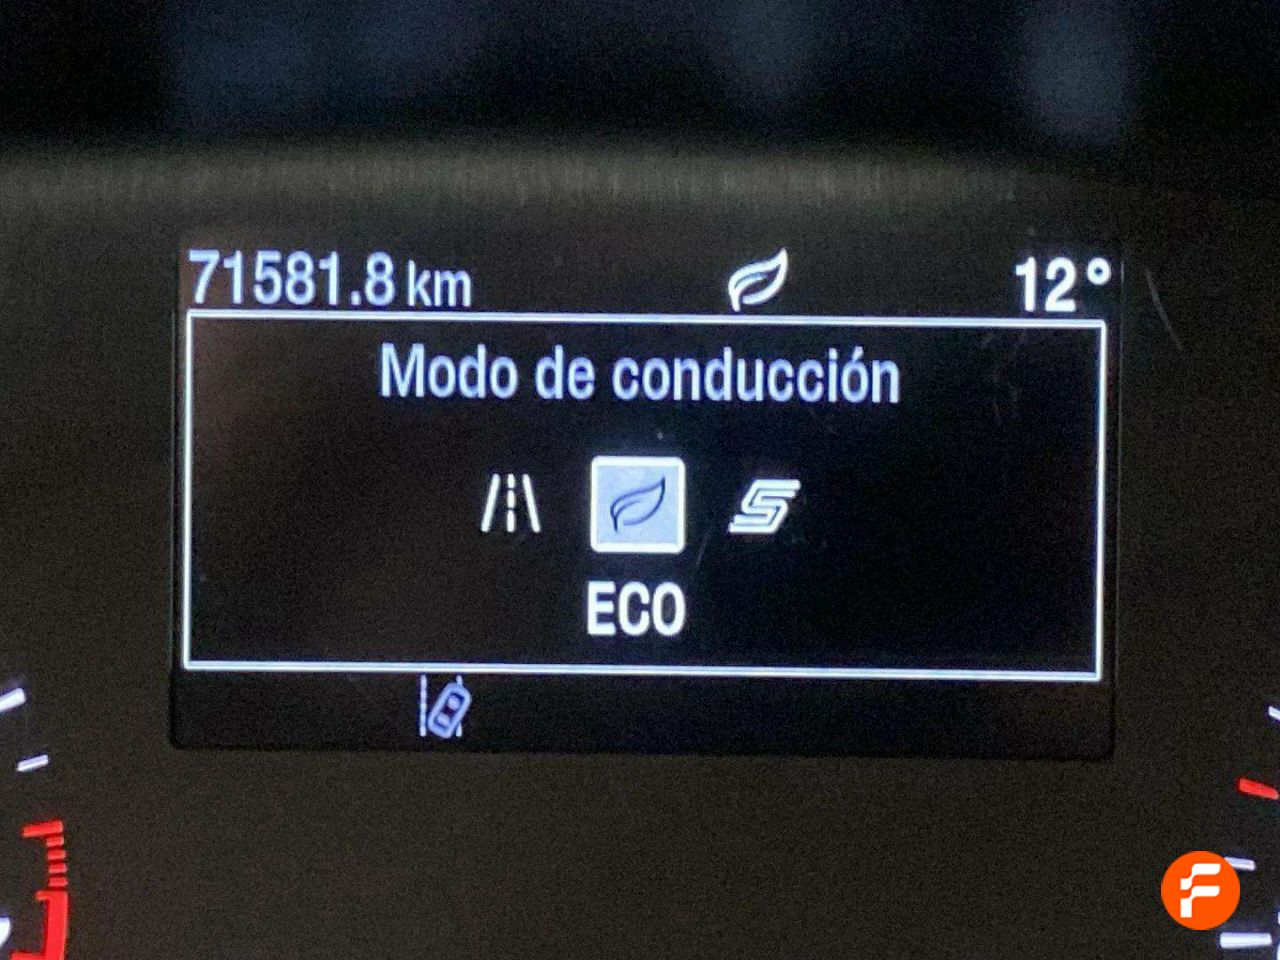 71581.8 km 12°
Modo de conducción
ECO